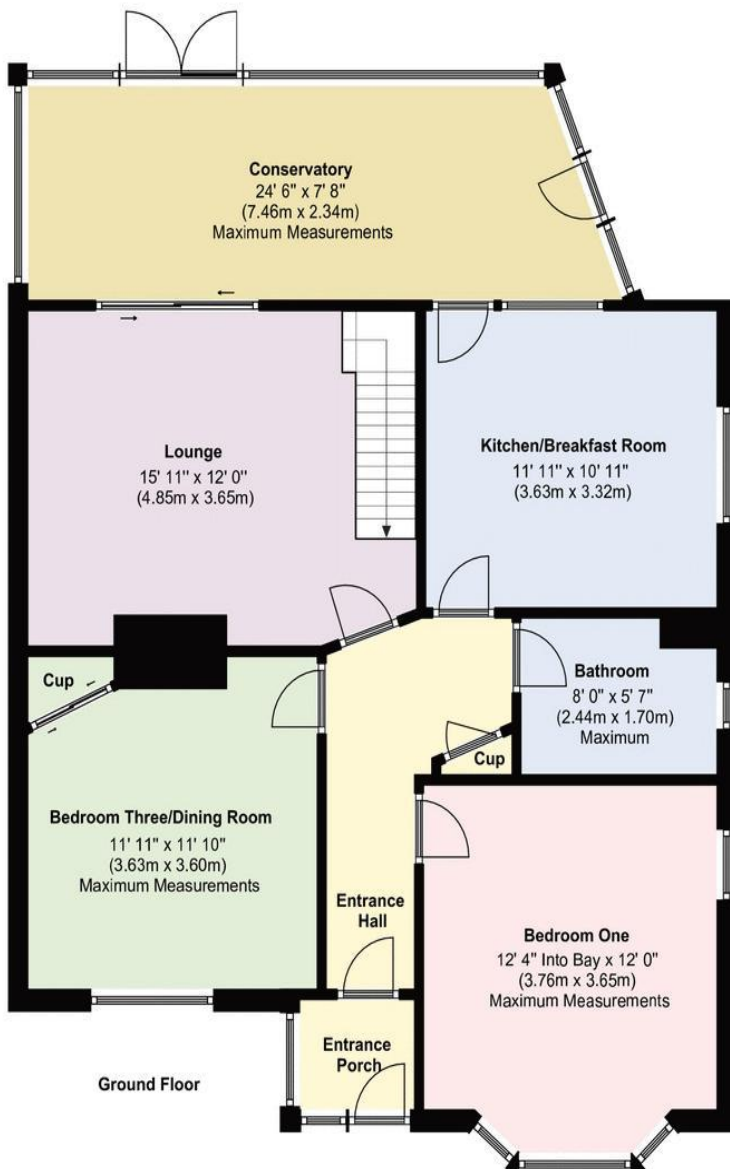 Conservatory
24' 6" x 7' 8"
(7.46m x 2.34m)
Maximum Measurements
Lounge
15' 11" x 12' 0"
(4.85m x 3.65m)
Kitchen/Breakfast Room
11' 11" x 10' 11"
(3.63m x 3.32m)
Cup
Bathroom
8' 0" x 5' 7"
(2.44m x 1.70m)
Maximum
Cup
Bedroom Three/Dining Room
11' 11" x 11' 10"
(3.63m x 3.60m)
Maximum Measurements
Entrance
Hall
Bedroom One
12' 4" Into Bay x 12' 0"
(3.76m x 3.65m)
Maximum Measurements
Entrance
Porch
Ground Floor